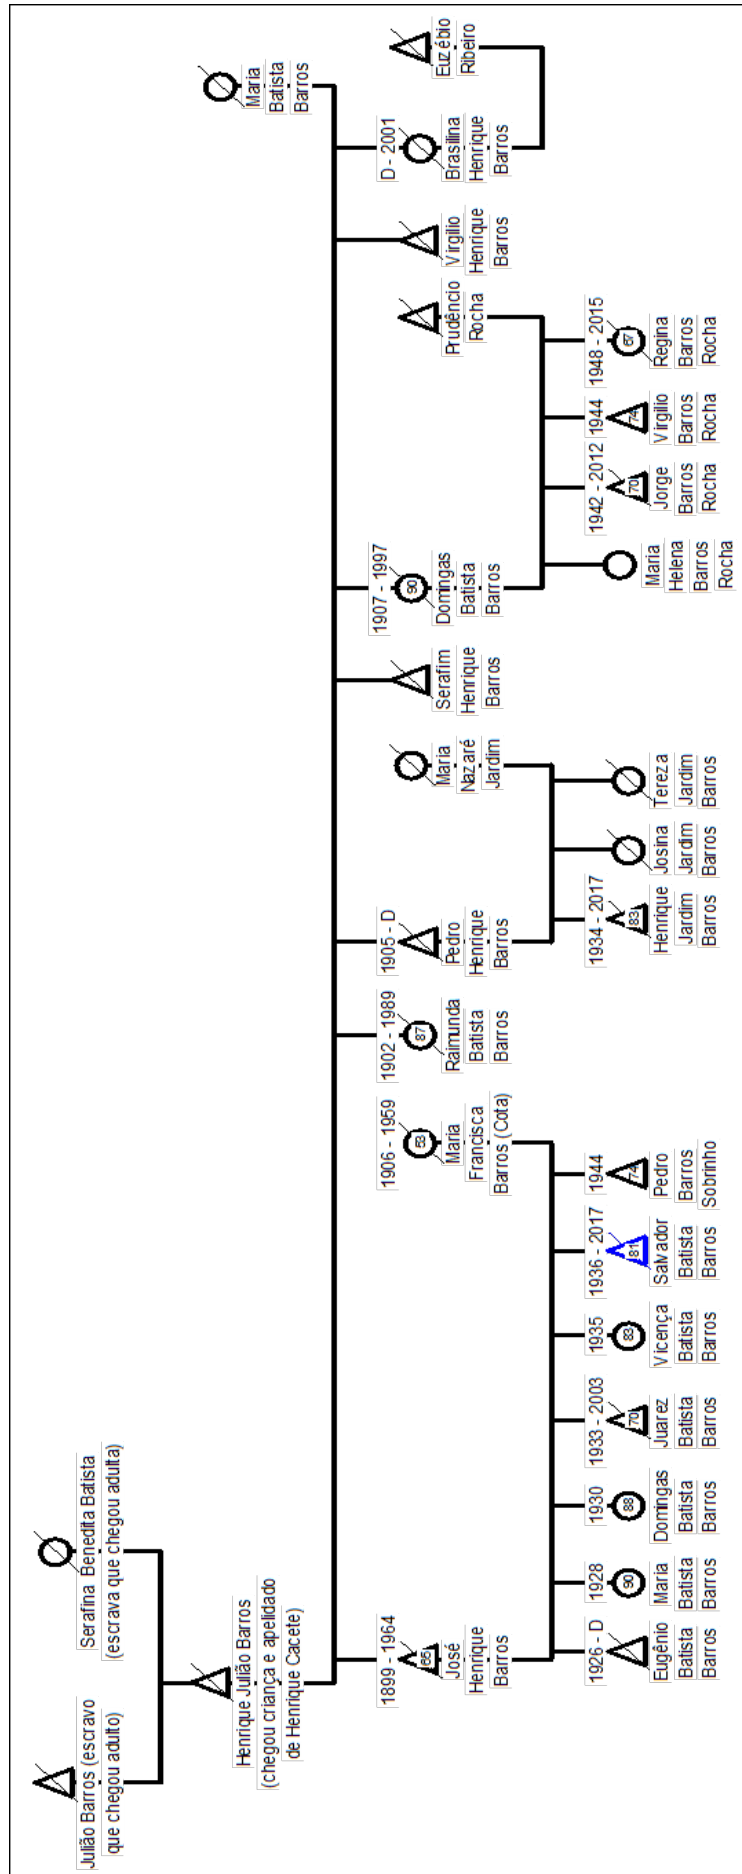 Julião Barros (escravo
que chegou adulto)
Serafina Benedita Batista
(escrava que chegou adulta)
Henrique Julião Barros
(chegou criança e apelidado
de Henrique Cacete)
Maria
Batista
Barros
1899 - 1964
65
José
Henrique
Barros
1906 - 1959
53
Maria
Francisca
Barros (Cota)
1902 - 1989
87
Raimunda
Batista
Barros
1905 - D
Pedro
Henrique
Barros
Maria
Nazaré
Jardim
Serafim
Henrique
Barros
1907 - 1997
90
Domingas
Batista
Barros
Prudêncio
Rocha
Virgilio
Henrique
Barros
D - 2001
Brasilina
Henrique
Barros
Euzébio
Ribeiro
1926 - D
Eugênio
Batista
Barros
1928
90
Maria
Batista
Barros
1930
88
Domingas
Batista
Barros
1933 - 2003
70
Juarez
Batista
Barros
1935
83
Vicença
Batista
Barros
1936 - 2017
81
Salvador
Batista
Barros
1944
74
Pedro
Barros
Sobrinho
1934 - 2017
83
Henrique
Jardim
Barros
Josina
Jardim
Barros
Tereza
Jardim
Barros
Maria
Helena
Barros
Rocha
1942 - 2012
70
Jorge
Barros
Rocha
1944
74
Virgilio
Barros
Rocha
1948 - 2015
67
Regina
Barros
Rocha